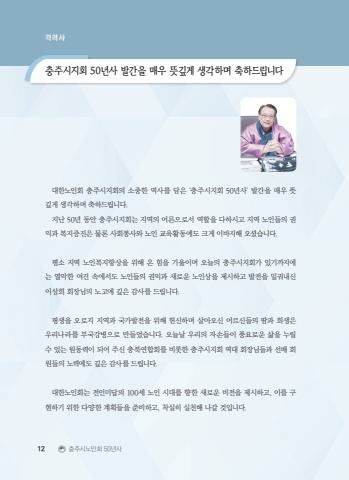 격려사
충주시지회 50년사 발간을 매우 뜻깊게 생각하며 축하드립니다
대한노인회 충주시지회의 소중한 역사를 담은 '충주시지회 50년사' 발간을 매우 뜻
깊게 생각하며 축하드립니다.
지난 50년 동안 충주시지회는 지역의 어른으로서 역할을 다하시고 지역 노인들의 권
익과 복지증진은 물론 사회봉사와 노인 교육활동에도 크게 이바지해 오셨습니다.
평소 지역 노인복지향상을 위해 온 힘을 기울이며 오늘의 충주시지회가 있기까지에
는 열악한 여건 속에서도 노인들의 권익과 새로운 노인상을 제시하고 발전을 일궈내신
이상희 회장님의 노고에 깊은 감사를 드립니다.
평생을 오로지 지역과 국가발전을 위해 헌신하며 살아오신 어르신들의 땀과 희생은
우리나라를 부국강병으로 만들었습니다. 오늘날 우리의 자손들이 풍요로운 삶을 누릴
수 있는 원동력이 되어 주신 충북연합회를 비롯한 충주시지회 역대 회장님들과 선배 회
원들의 노력에도 깊은 감사를 드립니다.
대한노인회는 전인미답의 100세 노인 시대를 향한 새로운 비전을 제시하고, 이를 구
현하기 위한 다양한 계획들을 준비하고, 착실히 실천해 나갈 것입니다.
12 충주시노인회 50년사